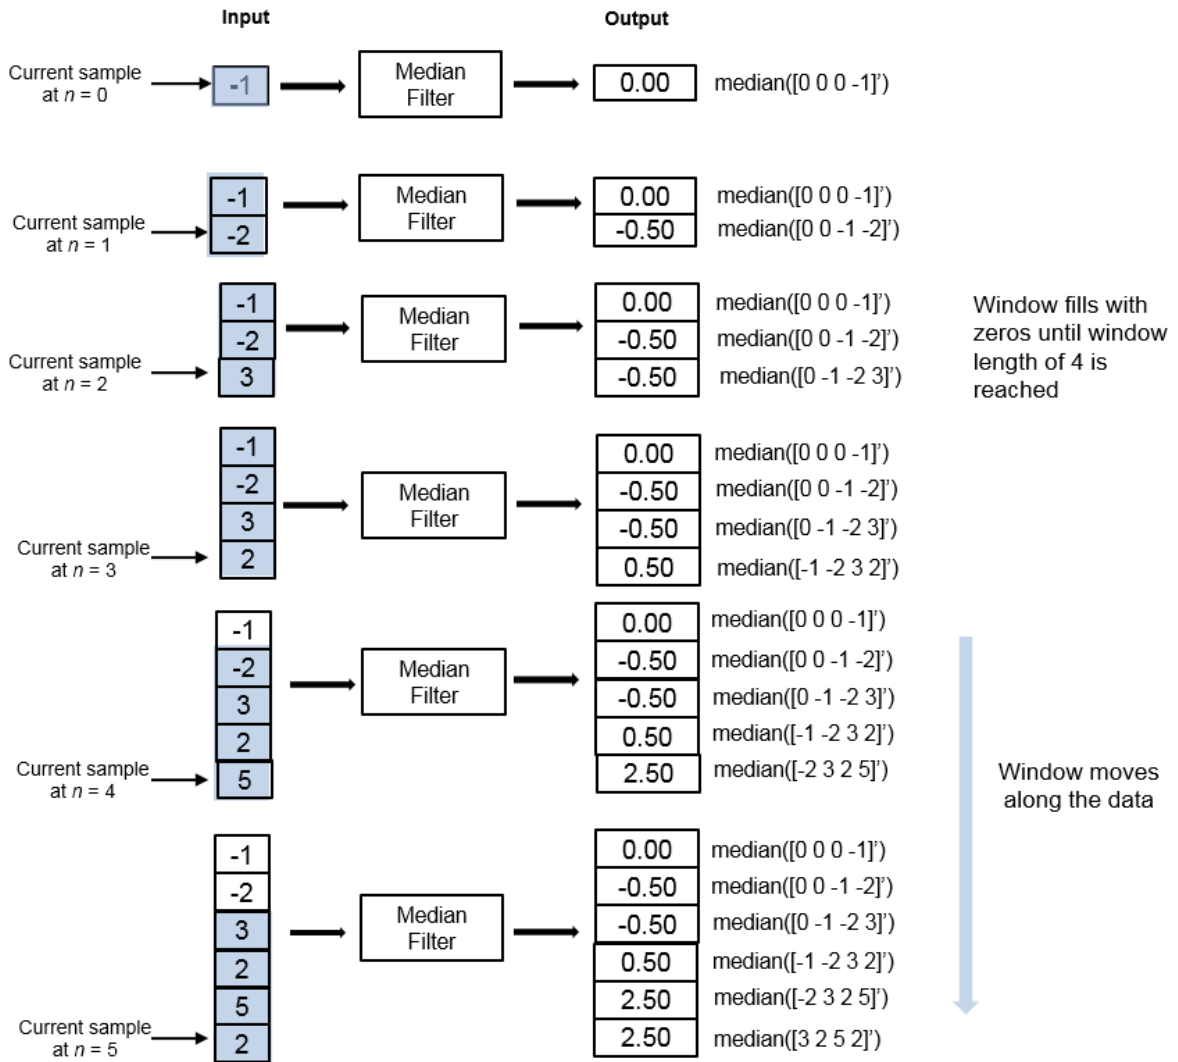 Input
Output
Current sample
at n = 0
-1
Median
Filter
0.00
median([0 0 0 -1]')
Current sample
at n = 1
-1
-2
Median
Filter
0.00
median([0 0 0 -1]')
-0.50
median([0 0 -1 -2]')
Current sample
at n = 2
-1
-2
3
Median
Filter
0.00
median([0 0 0 -1]')
-0.50
median([0 0 -1 -2]')
-0.50
median([0 -1 -2 3]')
Window fills with
zeros until window
length of 4 is
reached
Current sample
at n = 3
-1
-2
3
2
Median
Filter
0.00
median([0 0 0 -1]')
-0.50
median([0 0 -1 -2]')
-0.50
median([0 -1 -2 3]')
0.50
median([-1 -2 3 2]')
Current sample
at n = 4
-1
-2
3
2
5
Median
Filter
0.00
median([0 0 0 -1]')
-0.50
median([0 0 -1 -2]')
-0.50
median([0 -1 -2 3]')
0.50
median([-1 -2 3 2]')
2.50
median([-2 3 2 5]')
Window moves
along the data
Current sample
at n = 5
-1
-2
3
2
5
2
Median
Filter
0.00
median([0 0 0 -1]')
-0.50
median([0 0 -1 -2]')
-0.50
median([0 -1 -2 3]')
0.50
median([-1 -2 3 2]')
2.50
median([-2 3 2 5]')
2.50
median([3 2 5 2]')